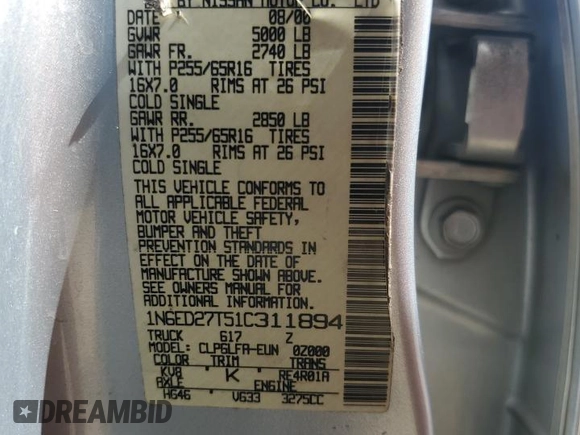 BY NISSAN MOTOR CO. LTD
DATE 08/00
GVWR 5000 LB
GAWR FR. 2740 LB
WITH P255/65R16 TIRES
16X7.0 RIMS AT 26 PSI
COLD SINGLE
GAWR RR. 2850 LB
WITH P255/65R16 TIRES
16X7.0 RIMS AT 26 PSI
COLD SINGLE
THIS VEHICLE CONFORMS TO
ALL APPLICABLE FEDERAL
MOTOR VEHICLE SAFETY,
BUMPER AND THEFT
PREVENTION STANDARDS IN
EFFECT ON THE DATE OF
MANUFACTURE SHOWN ABOVE.
SEE OWNERS MANUAL FOR
ADDITIONAL INFORMATION.
1N6ED27T51C311894
TRUCK 617 Z
MODEL: CLP6LFA-EUN 0Z000
COLOR TRIM TRANS
KV8 K RE4R01A
AXLE ENGINE
HG46 VG33 3275CC
DREAMBID